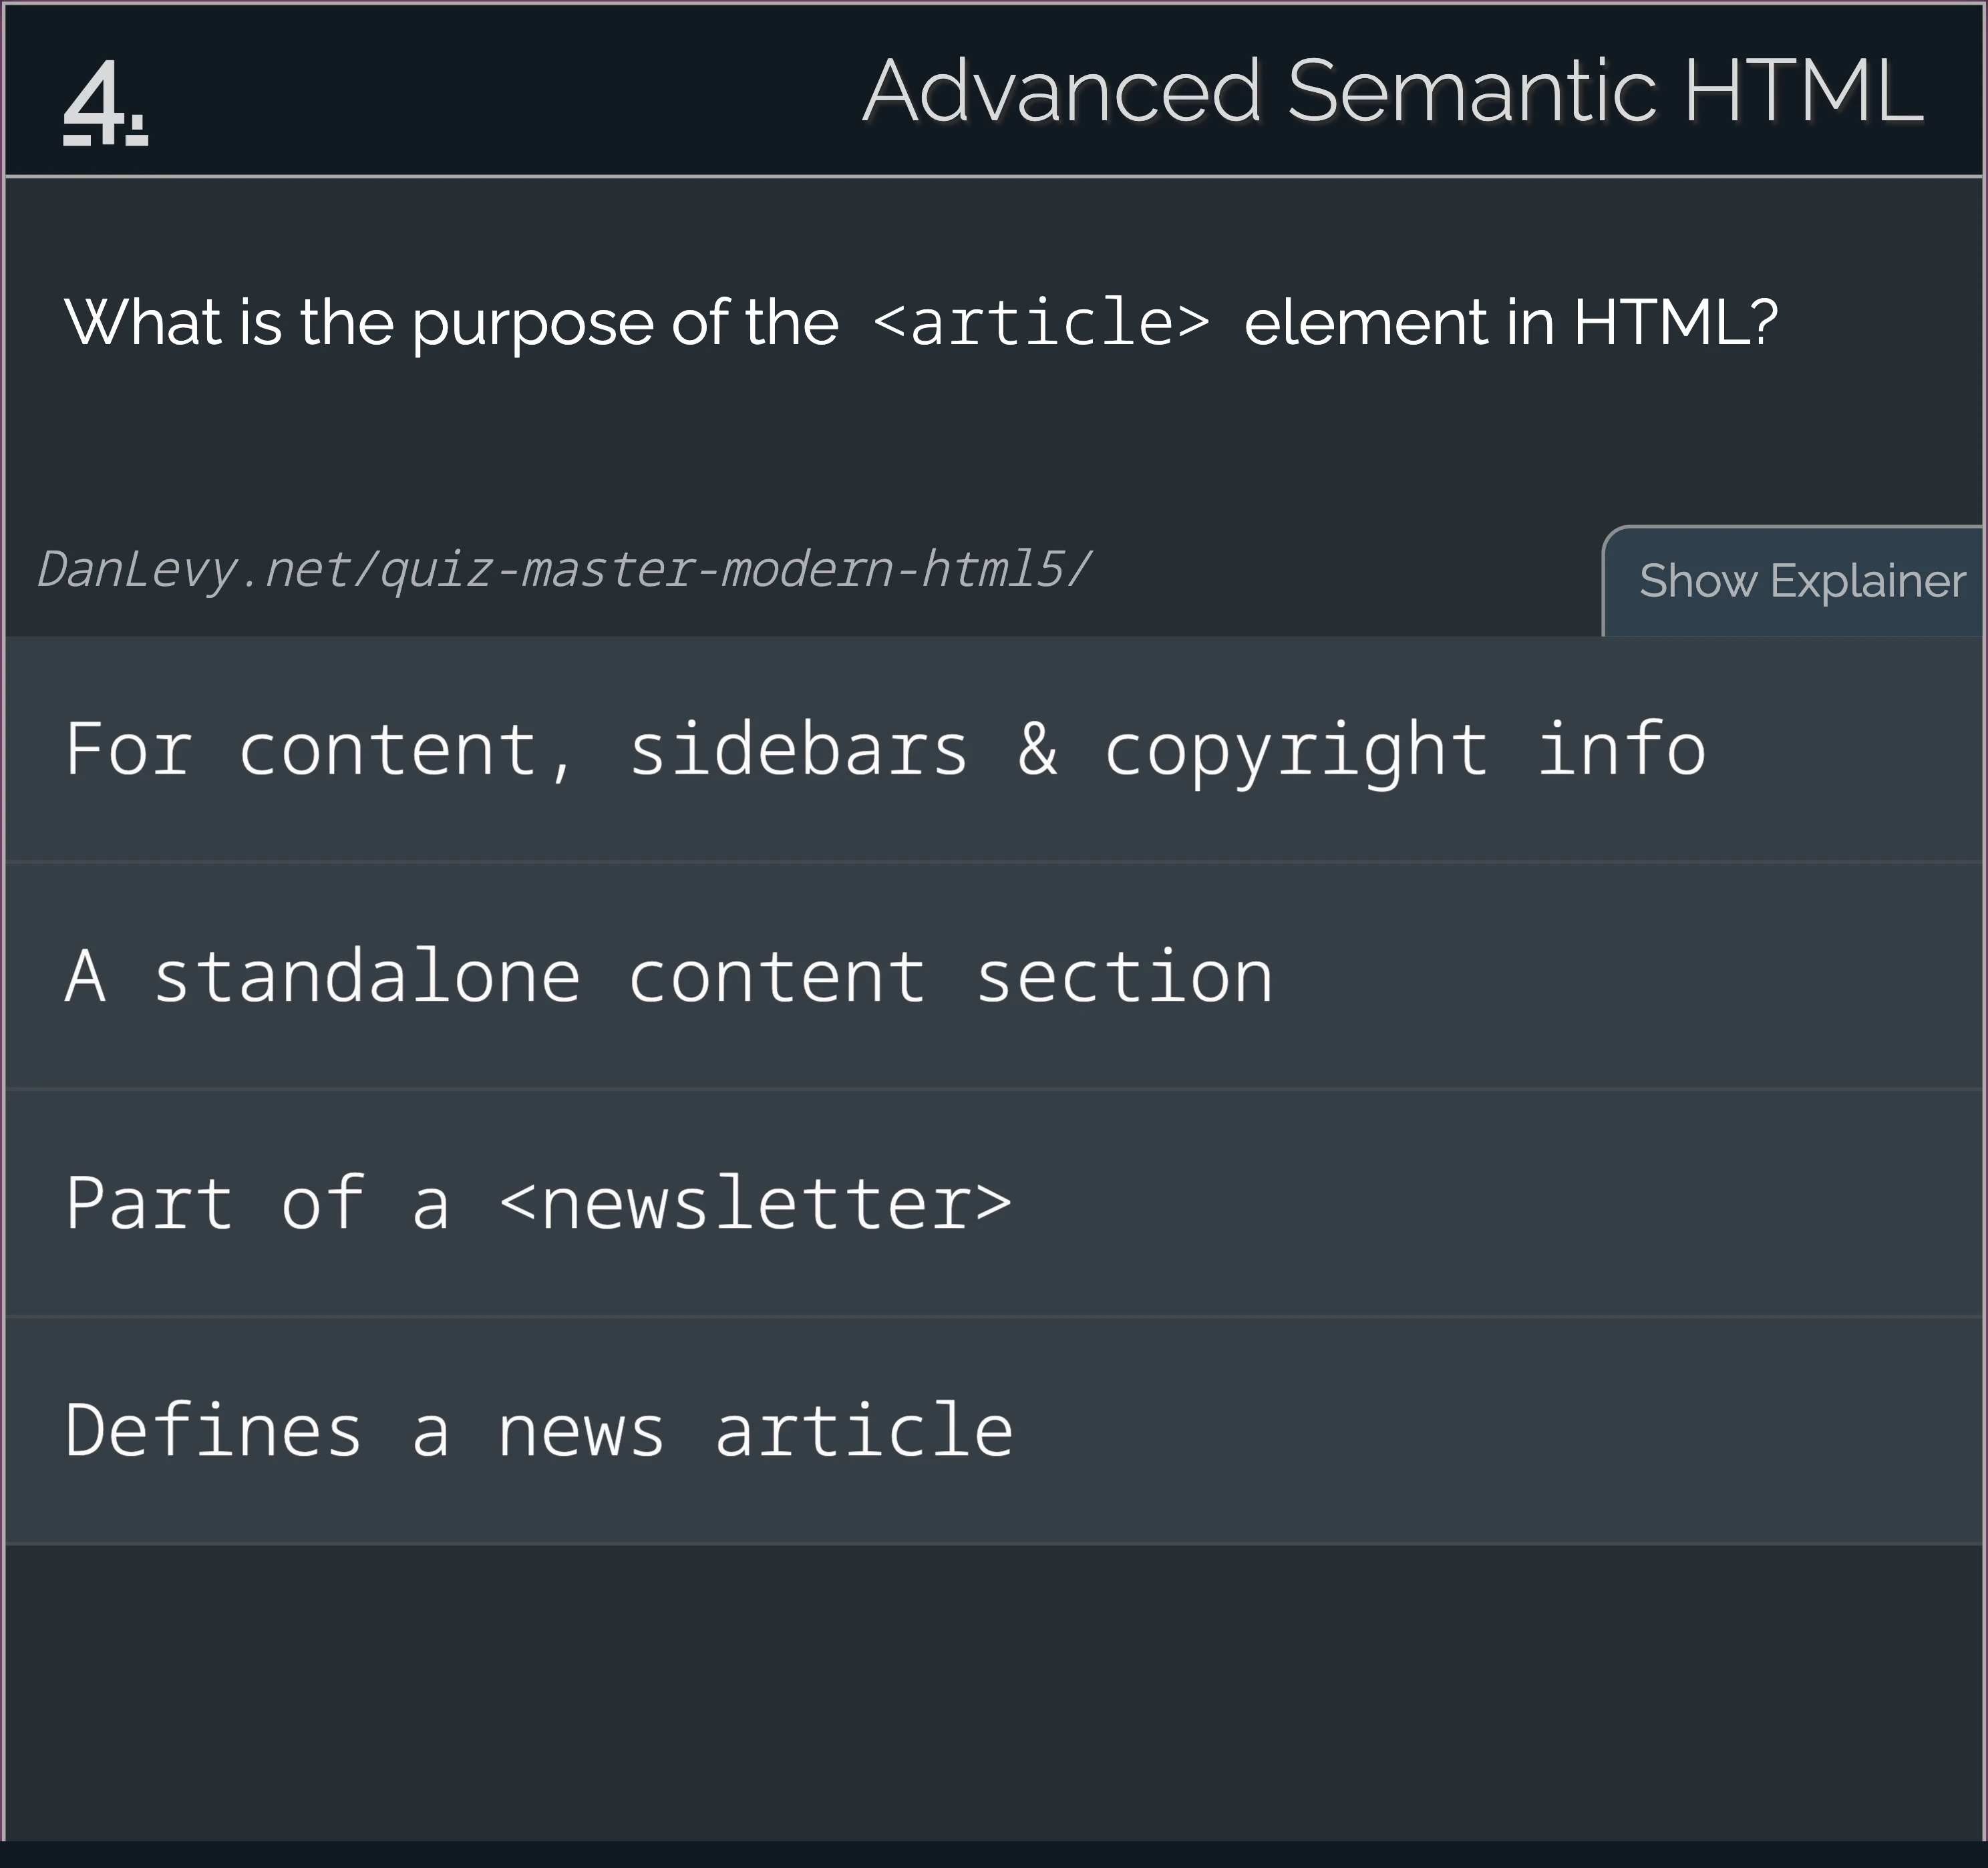 4.
Advanced Semantic HTML
What is the purpose of the <article> element in HTML?
DanLevy.net/quiz-master-modern-html5/
Show Explainer
For content, sidebars & copyright info
A standalone content section
Part of a <newsletter>
Defines a news article